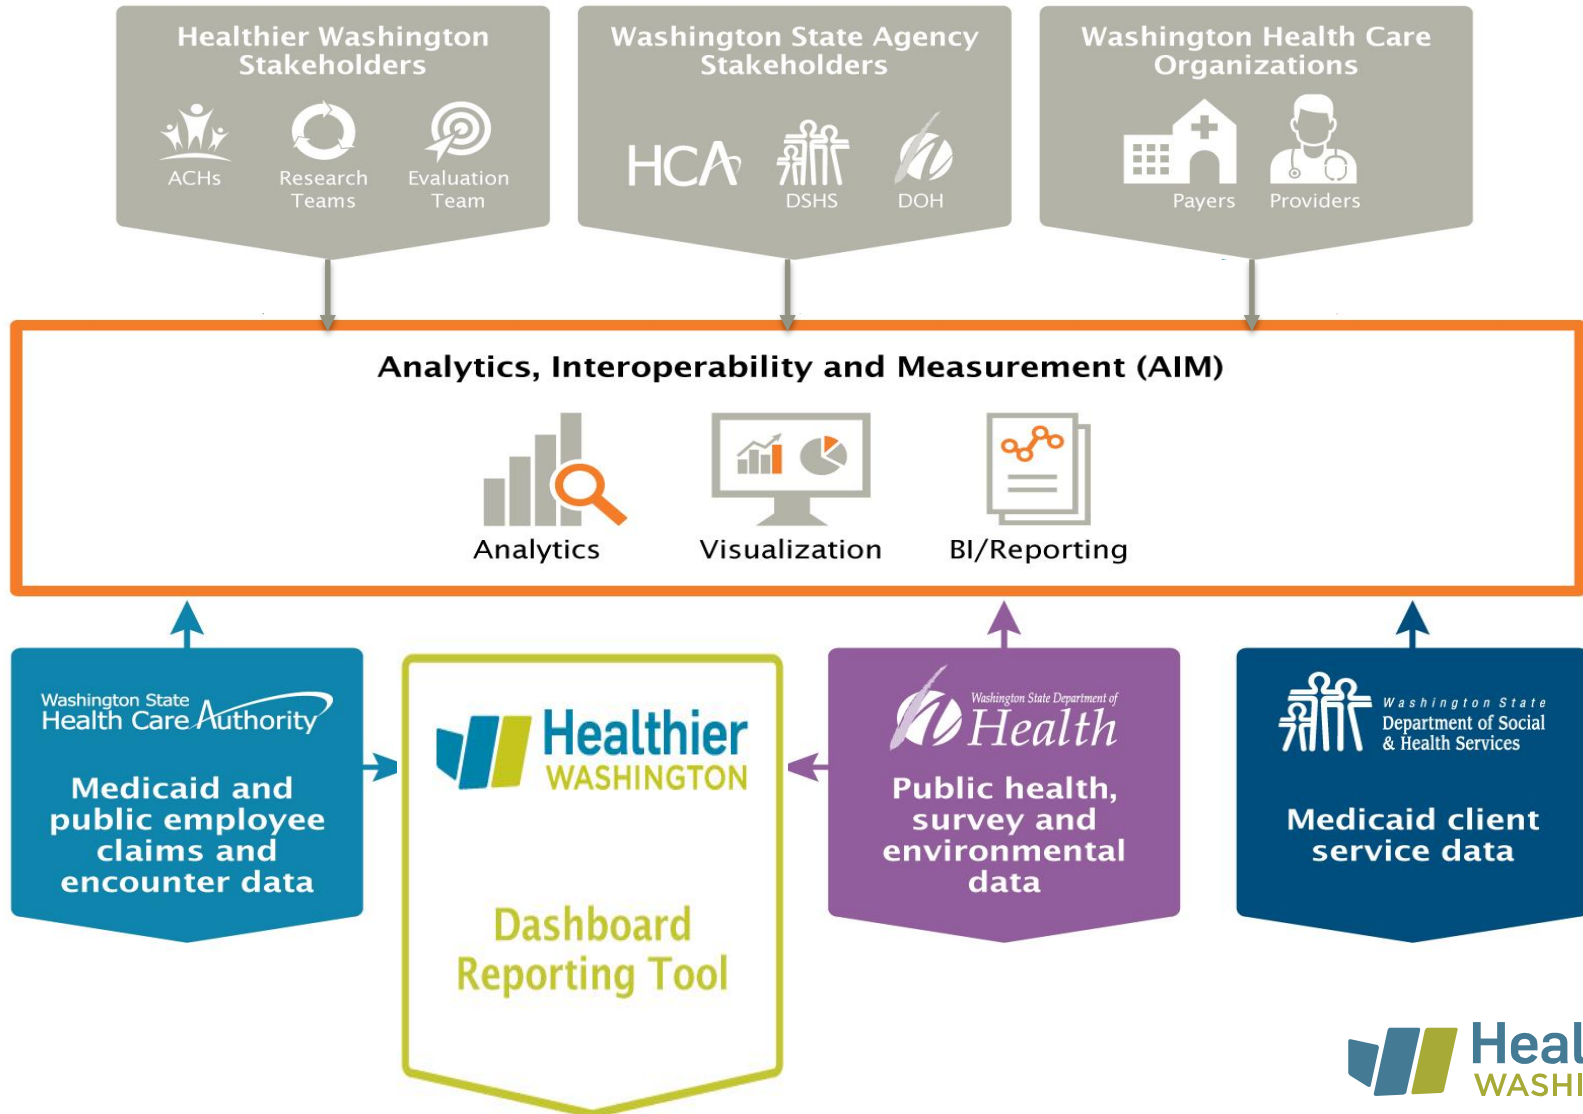 Healthier Washington
Stakeholders
ACHs
Research
Teams
Evaluation
Team
Washington State Agency
Stakeholders
HCA
DSHS
DOH
Washington Health Care
Organizations
Payers
Providers
Analytics, Interoperability and Measurement (AIM)
Analytics
Visualization
BI/Reporting
Washington State
Health Care Authority
Medicaid and
public employee
claims and
encounter data
Healthier
WASHINGTON
Dashboard
Reporting Tool
Washington State Department of
Health
Public health,
survey and
environmental
data
Washington State
Department of Social
& Health Services
Medicaid client
service data
Heal
WASHI